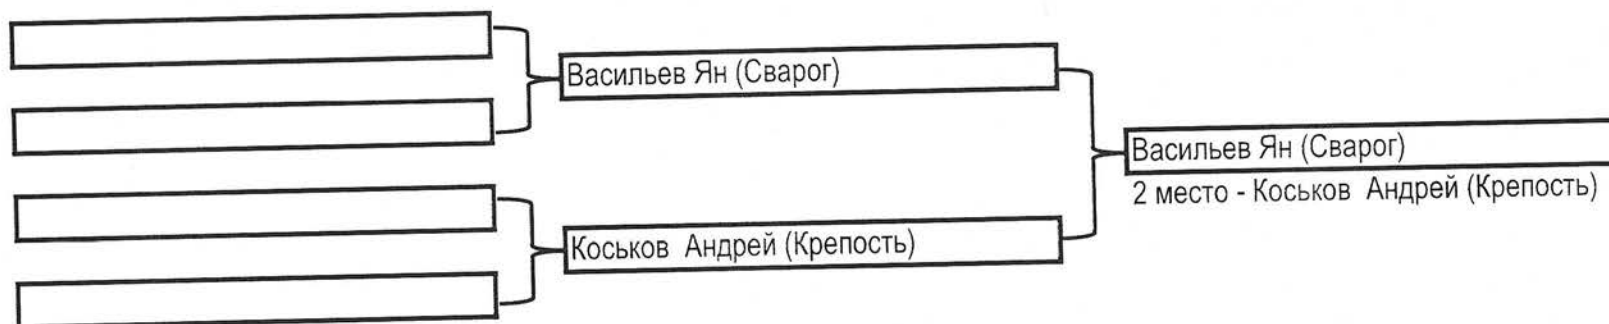 Васильев Ян (Сварог)
Васильев Ян (Сварог)
2 место - Коськов Андрей (Крепость)
Коськов Андрей (Крепость)